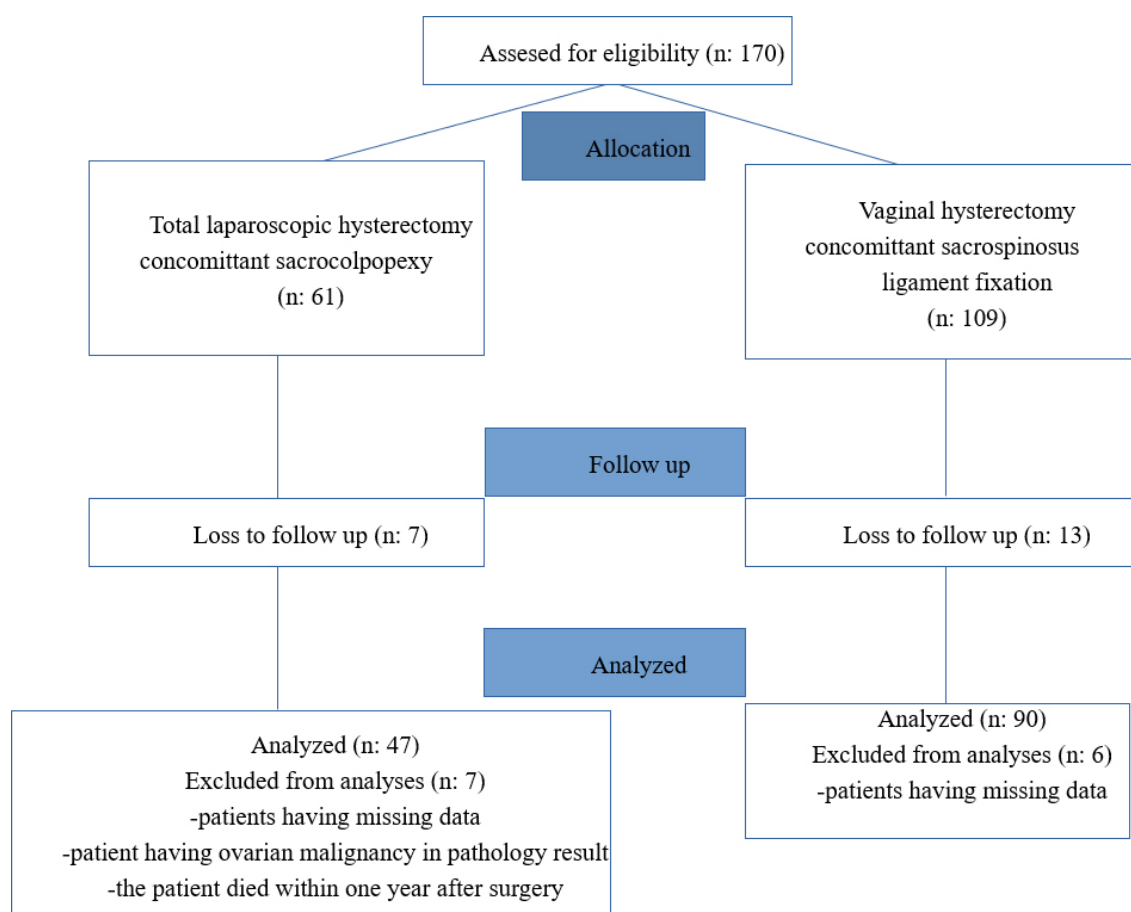 Assesed for eligibility (n: 170)
Allocation
Total laparoscopic hysterectomy
concomittant sacrocolpopexy
(n: 61)
Vaginal hysterectomy
concomittant sacrospinosus
ligament fixation
(n: 109)
Follow up
Loss to follow up (n: 7)
Loss to follow up (n: 13)
Analyzed
Analyzed (n: 47)
Excluded from analyses (n: 7)
-patients having missing data
-patient having ovarian malignancy in pathology result
-the patient died within one year after surgery
Analyzed (n: 90)
Excluded from analyses (n: 6)
-patients having missing data